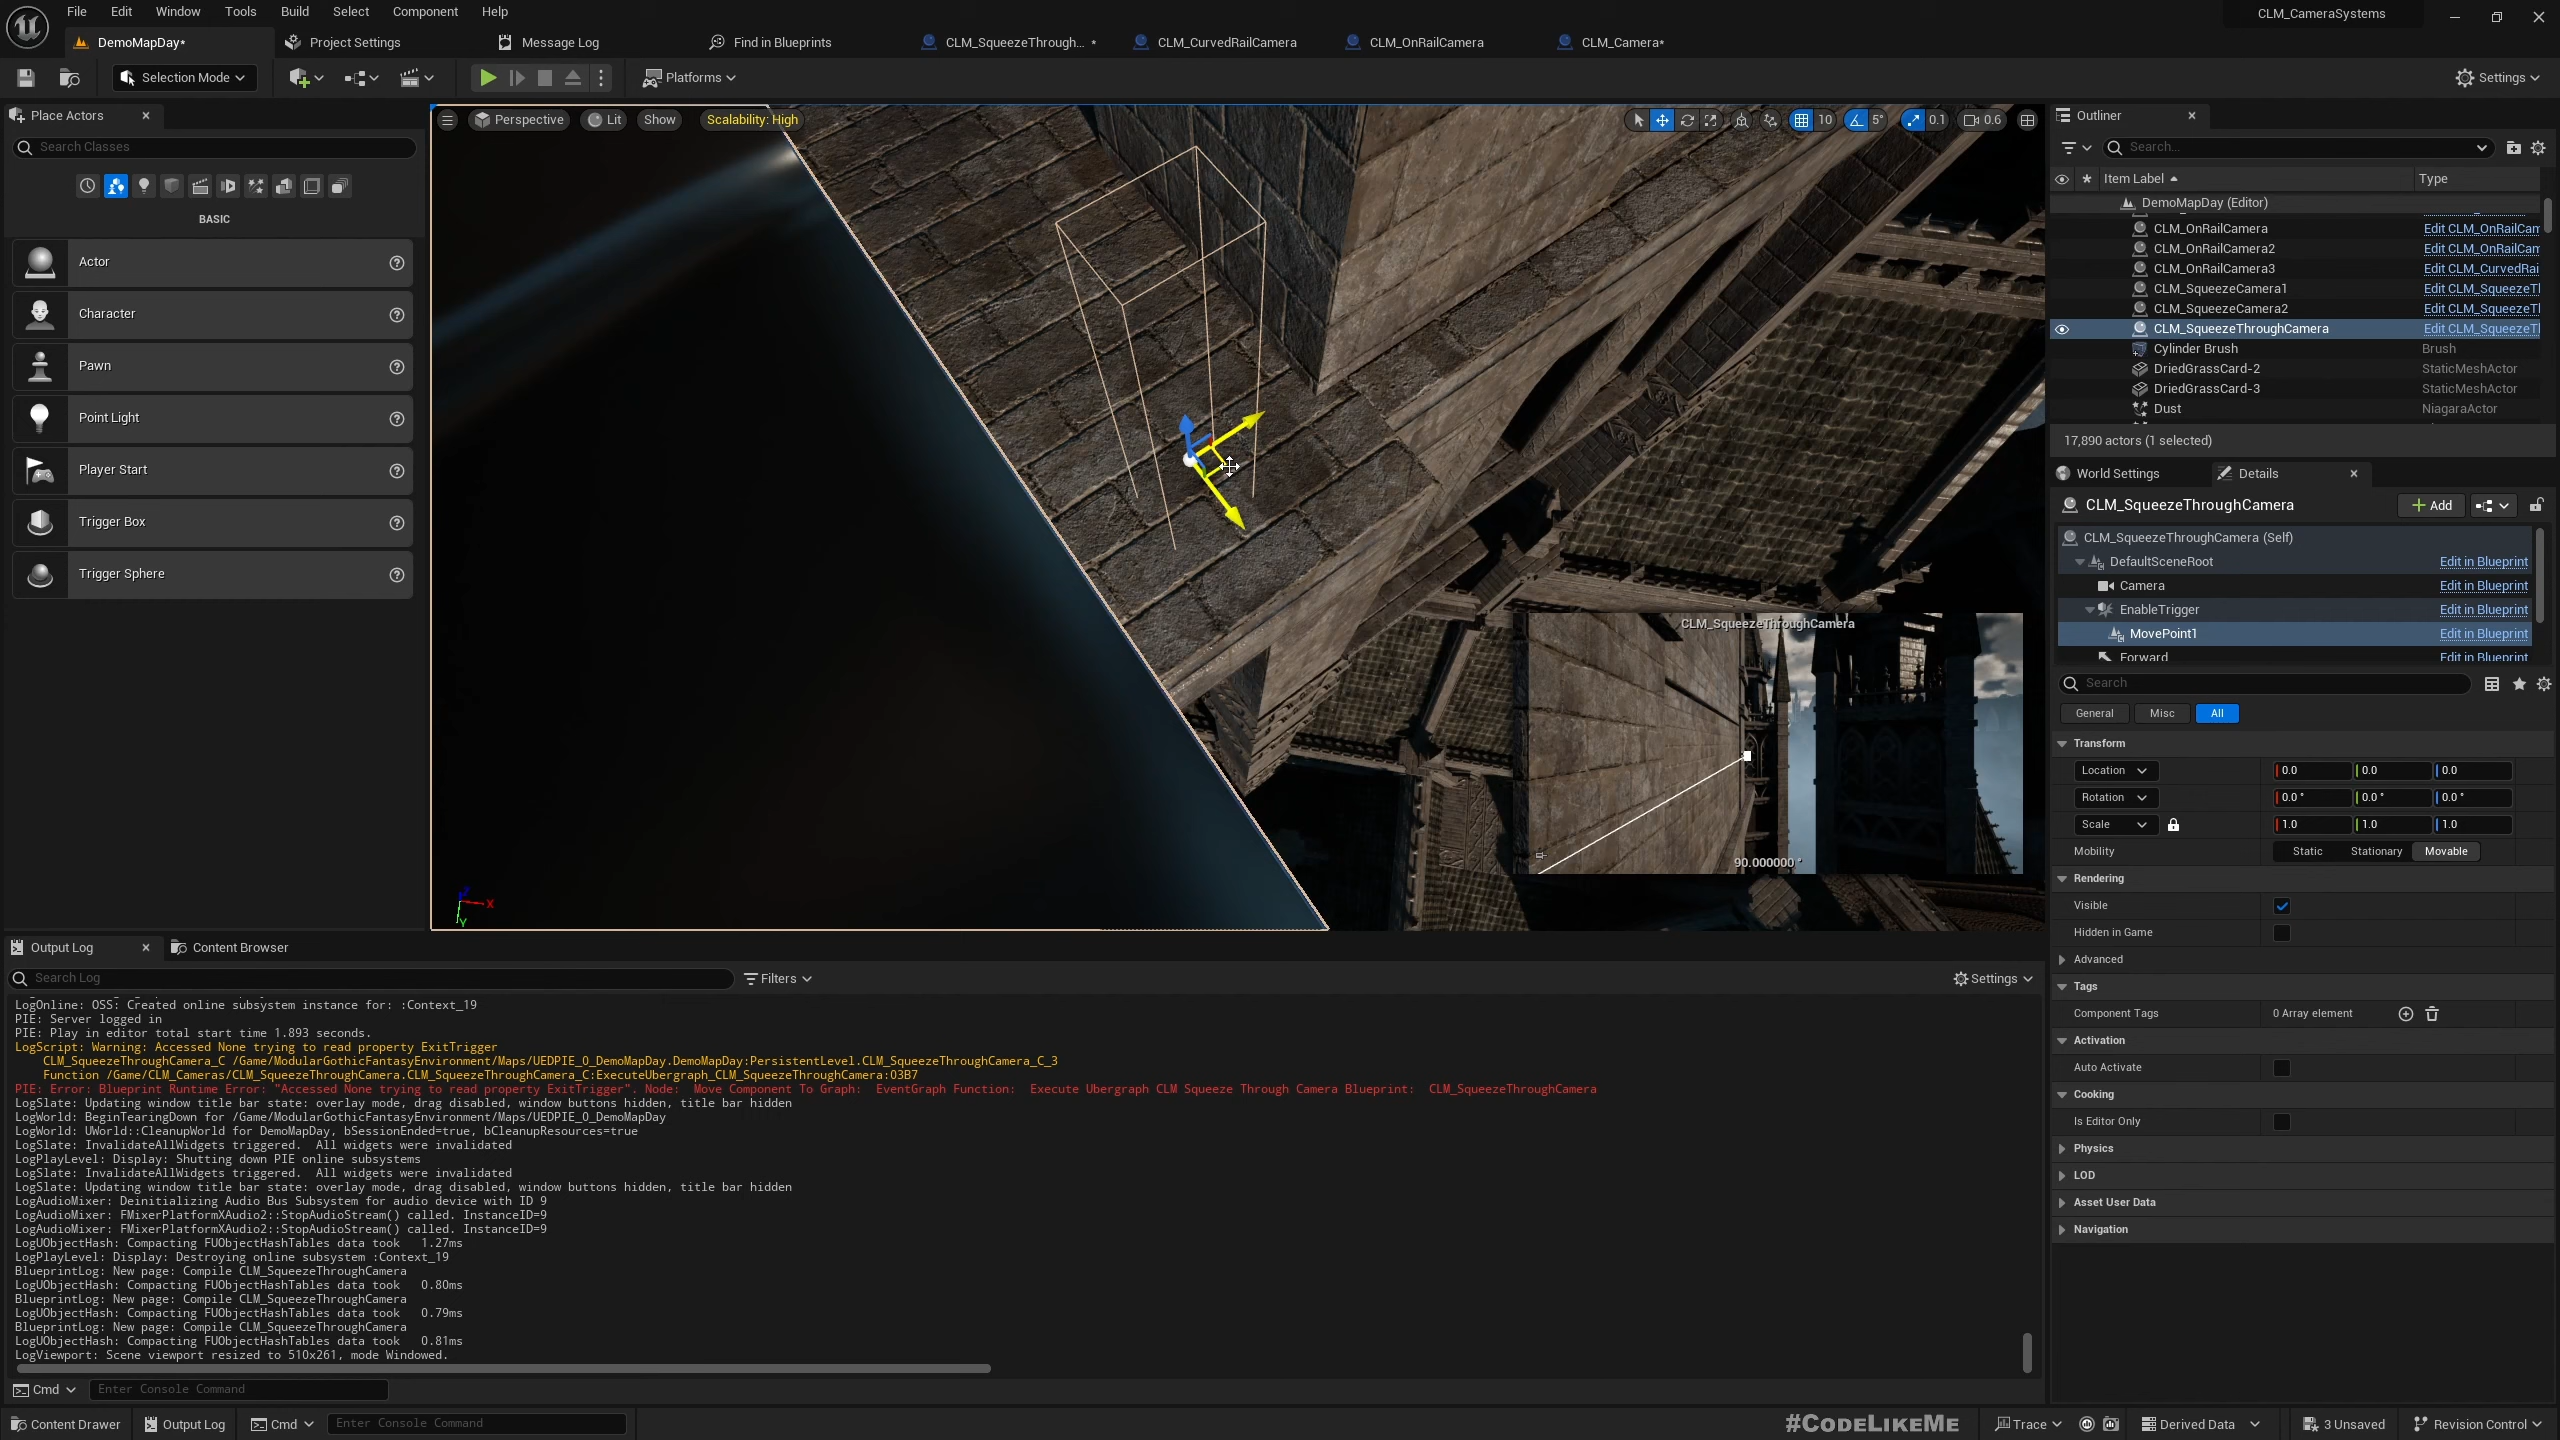 File Edit Window Tools Build Select Component Help
CLM_CameraSystems
DemoMapDay*
Project Settings
Message Log
Find in Blueprints
CLM_SqueezeThrough... *
CLM_CurvedRailCamera
CLM_OnRailCamera
CLM_Camera*
Selection Mode
Platforms
Settings
Place Actors
Search Classes
BASIC
Actor
Character
Pawn
Point Light
Player Start
Trigger Box
Trigger Sphere
Perspective
Lit
Show
Scalability: High
10
5°
0.1
0.6
CLM_SqueezeThroughCamera
90.000000 °
X
Y
Outliner
Search...
Item Label
Type
DemoMapDay (Editor)
CLM_OnRailCamera Edit CLM_OnRailCam
CLM_OnRailCamera2 Edit CLM_OnRailCam
CLM_OnRailCamera3 Edit CLM_CurvedRai
CLM_SqueezeCamera1 Edit CLM_SqueezeTl
CLM_SqueezeCamera2 Edit CLM_SqueezeTl
CLM_SqueezeThroughCamera Edit CLM_SqueezeTl
Cylinder Brush Brush
DriedGrassCard-2 StaticMeshActor
DriedGrassCard-3 StaticMeshActor
Dust NiagaraActor
17,890 actors (1 selected)
World Settings
Details
CLM_SqueezeThroughCamera
Add
CLM_SqueezeThroughCamera (Self)
DefaultSceneRoot Edit in Blueprint
Camera Edit in Blueprint
EnableTrigger Edit in Blueprint
MovePoint1 Edit in Blueprint
Forward Edit in Blueprint
Search
General Misc All
Transform
Location 0.0 0.0 0.0
Rotation 0.0 ° 0.0 ° 0.0 °
Scale 1.0 1.0 1.0
Mobility Static Stationary Movable
Rendering
Visible
Hidden in Game
Advanced
Tags
Component Tags 0 Array element
Activation
Auto Activate
Cooking
Is Editor Only
Physics
LOD
Asset User Data
Navigation
Output Log
Content Browser
Search Log
Filters
Settings
LogOnline: OSS: Created online subsystem instance for: :Context_19
PIE: Server logged in
PIE: Play in editor total start time 1.893 seconds.
LogScript: Warning: Accessed None trying to read property ExitTrigger
CLM_SqueezeThroughCamera_C /Game/ModularGothicFantasyEnvironment/Maps/UEDPIE_0_DemoMapDay.DemoMapDay:PersistentLevel.CLM_SqueezeThroughCamera_C_3
Function /Game/CLM_Cameras/CLM_SqueezeThroughCamera.CLM_SqueezeThroughCamera_C:ExecuteUbergraph_CLM_SqueezeThroughCamera:03B7
PIE: Error: Blueprint Runtime Error: "Accessed None trying to read property ExitTrigger". Node: Move Component To Graph: EventGraph Function: Execute Ubergraph CLM Squeeze Through Camera Blueprint: CLM_SqueezeThroughCamera
LogSlate: Updating window title bar state: overlay mode, drag disabled, window buttons hidden, title bar hidden
LogWorld: BeginTearingDown for /Game/ModularGothicFantasyEnvironment/Maps/UEDPIE_0_DemoMapDay
LogWorld: UWorld::CleanupWorld for DemoMapDay, bSessionEnded=true, bCleanupResources=true
LogSlate: InvalidateAllWidgets triggered. All widgets were invalidated
LogPlayLevel: Display: Shutting down PIE online subsystems
LogSlate: InvalidateAllWidgets triggered. All widgets were invalidated
LogSlate: Updating window title bar state: overlay mode, drag disabled, window buttons hidden, title bar hidden
LogAudioMixer: Deinitializing Audio Bus Subsystem for audio device with ID 9
LogAudioMixer: FMixerPlatformXAudio2::StopAudioStream() called. InstanceID=9
LogAudioMixer: FMixerPlatformXAudio2::StopAudioStream() called. InstanceID=9
LogUObjectHash: Compacting FUObjectHashTables data took 1.27ms
LogPlayLevel: Display: Destroying online subsystem :Context_19
BlueprintLog: New page: Compile CLM_SqueezeThroughCamera
LogUObjectHash: Compacting FUObjectHashTables data took 0.80ms
BlueprintLog: New page: Compile CLM_SqueezeThroughCamera
LogUObjectHash: Compacting FUObjectHashTables data took 0.79ms
BlueprintLog: New page: Compile CLM_SqueezeThroughCamera
LogUObjectHash: Compacting FUObjectHashTables data took 0.81ms
LogViewport: Scene viewport resized to 510x261, mode Windowed.
Cmd Enter Console Command
Content Drawer
Output Log
Cmd
Enter Console Command
#CodeLikeMe
Trace
Derived Data
3 Unsaved
Revision Control